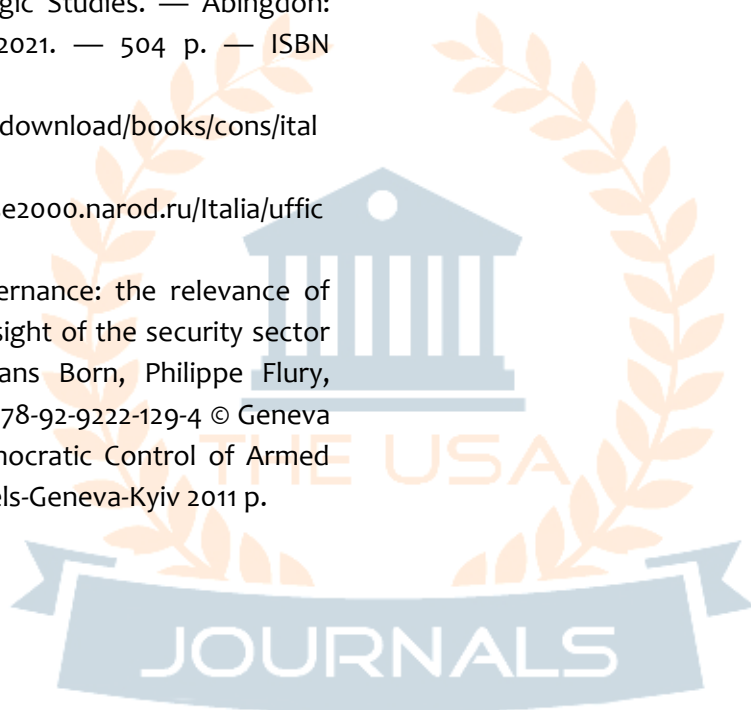 gic Studies. — Abingdon:
2021. — 504 p. — ISBN
download/books/cons/ital
e2000.narod.ru/Italia/uffic
ernance: the relevance of
sight of the security sector
ans Born, Philippe Flury,
78-92-9222-129-4 © Geneva
nocratic Control of Armed
els-Geneva-Kyiv 2011 p.
THE USA
JOURNALS